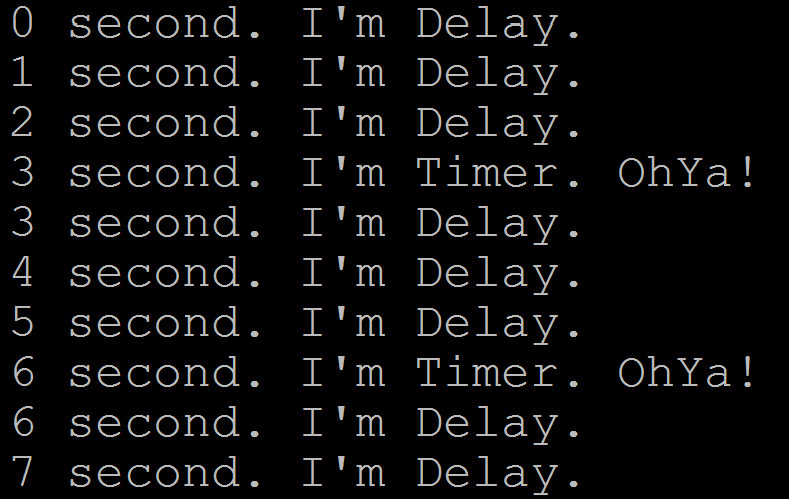 0 second. I'm Delay.
1 second. I'm Delay.
2 second. I'm Delay.
3 second. I'm Timer. OhYa!
3 second. I'm Delay.
4 second. I'm Delay.
5 second. I'm Delay.
6 second. I'm Timer. OhYa!
6 second. I'm Delay.
7 second. I'm Delay.